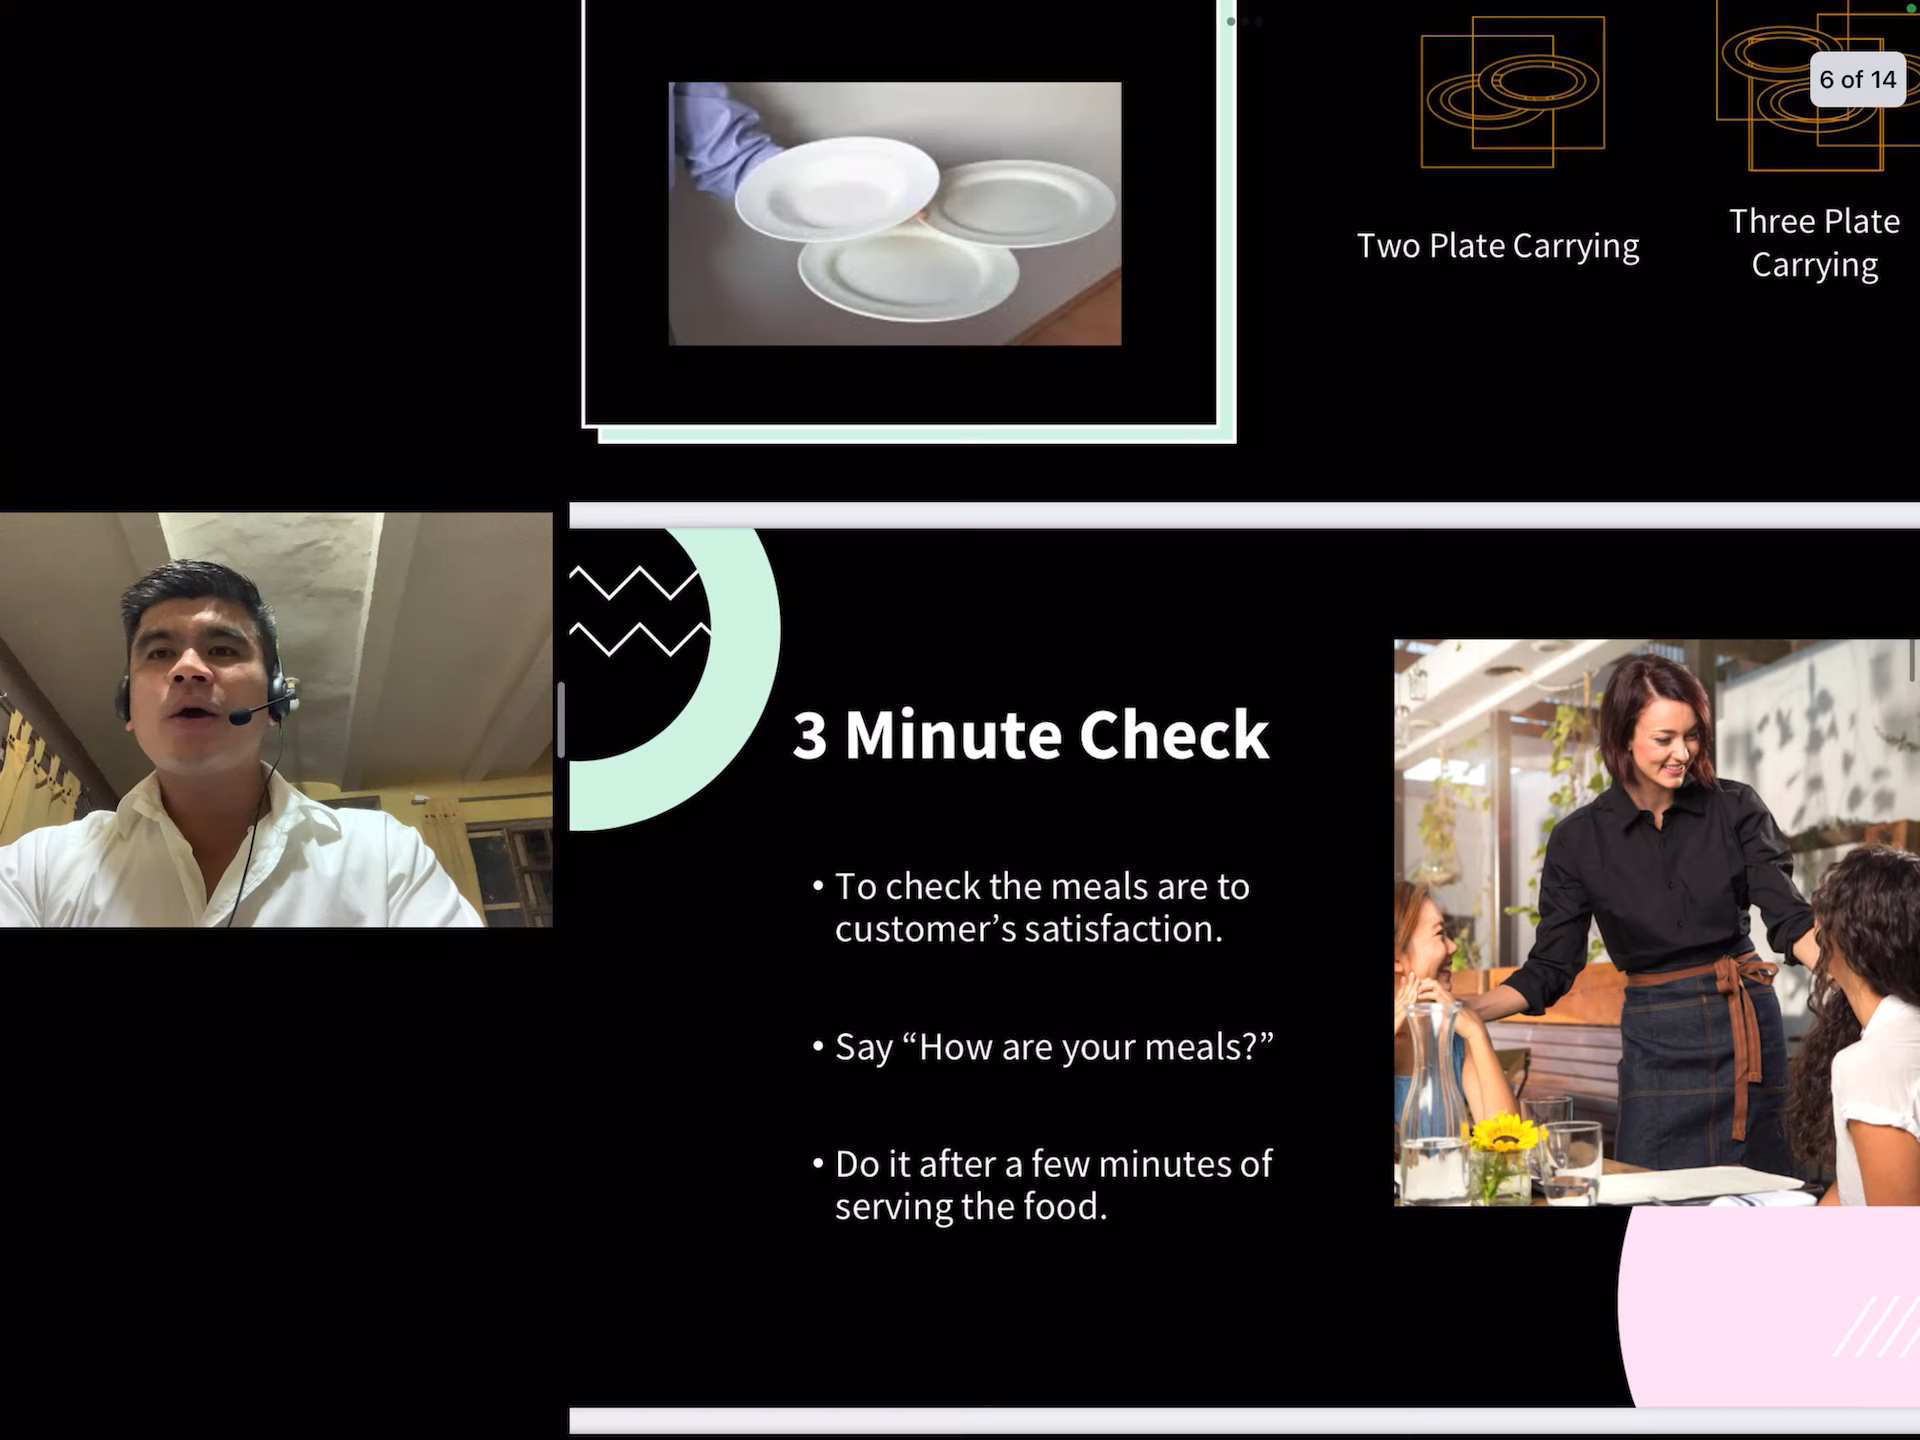 6 of 14
Two Plate Carrying
Three Plate
Carrying
3 Minute Check
• To check the meals are to
customer’s satisfaction.
• Say “How are your meals?”
• Do it after a few minutes of
serving the food.